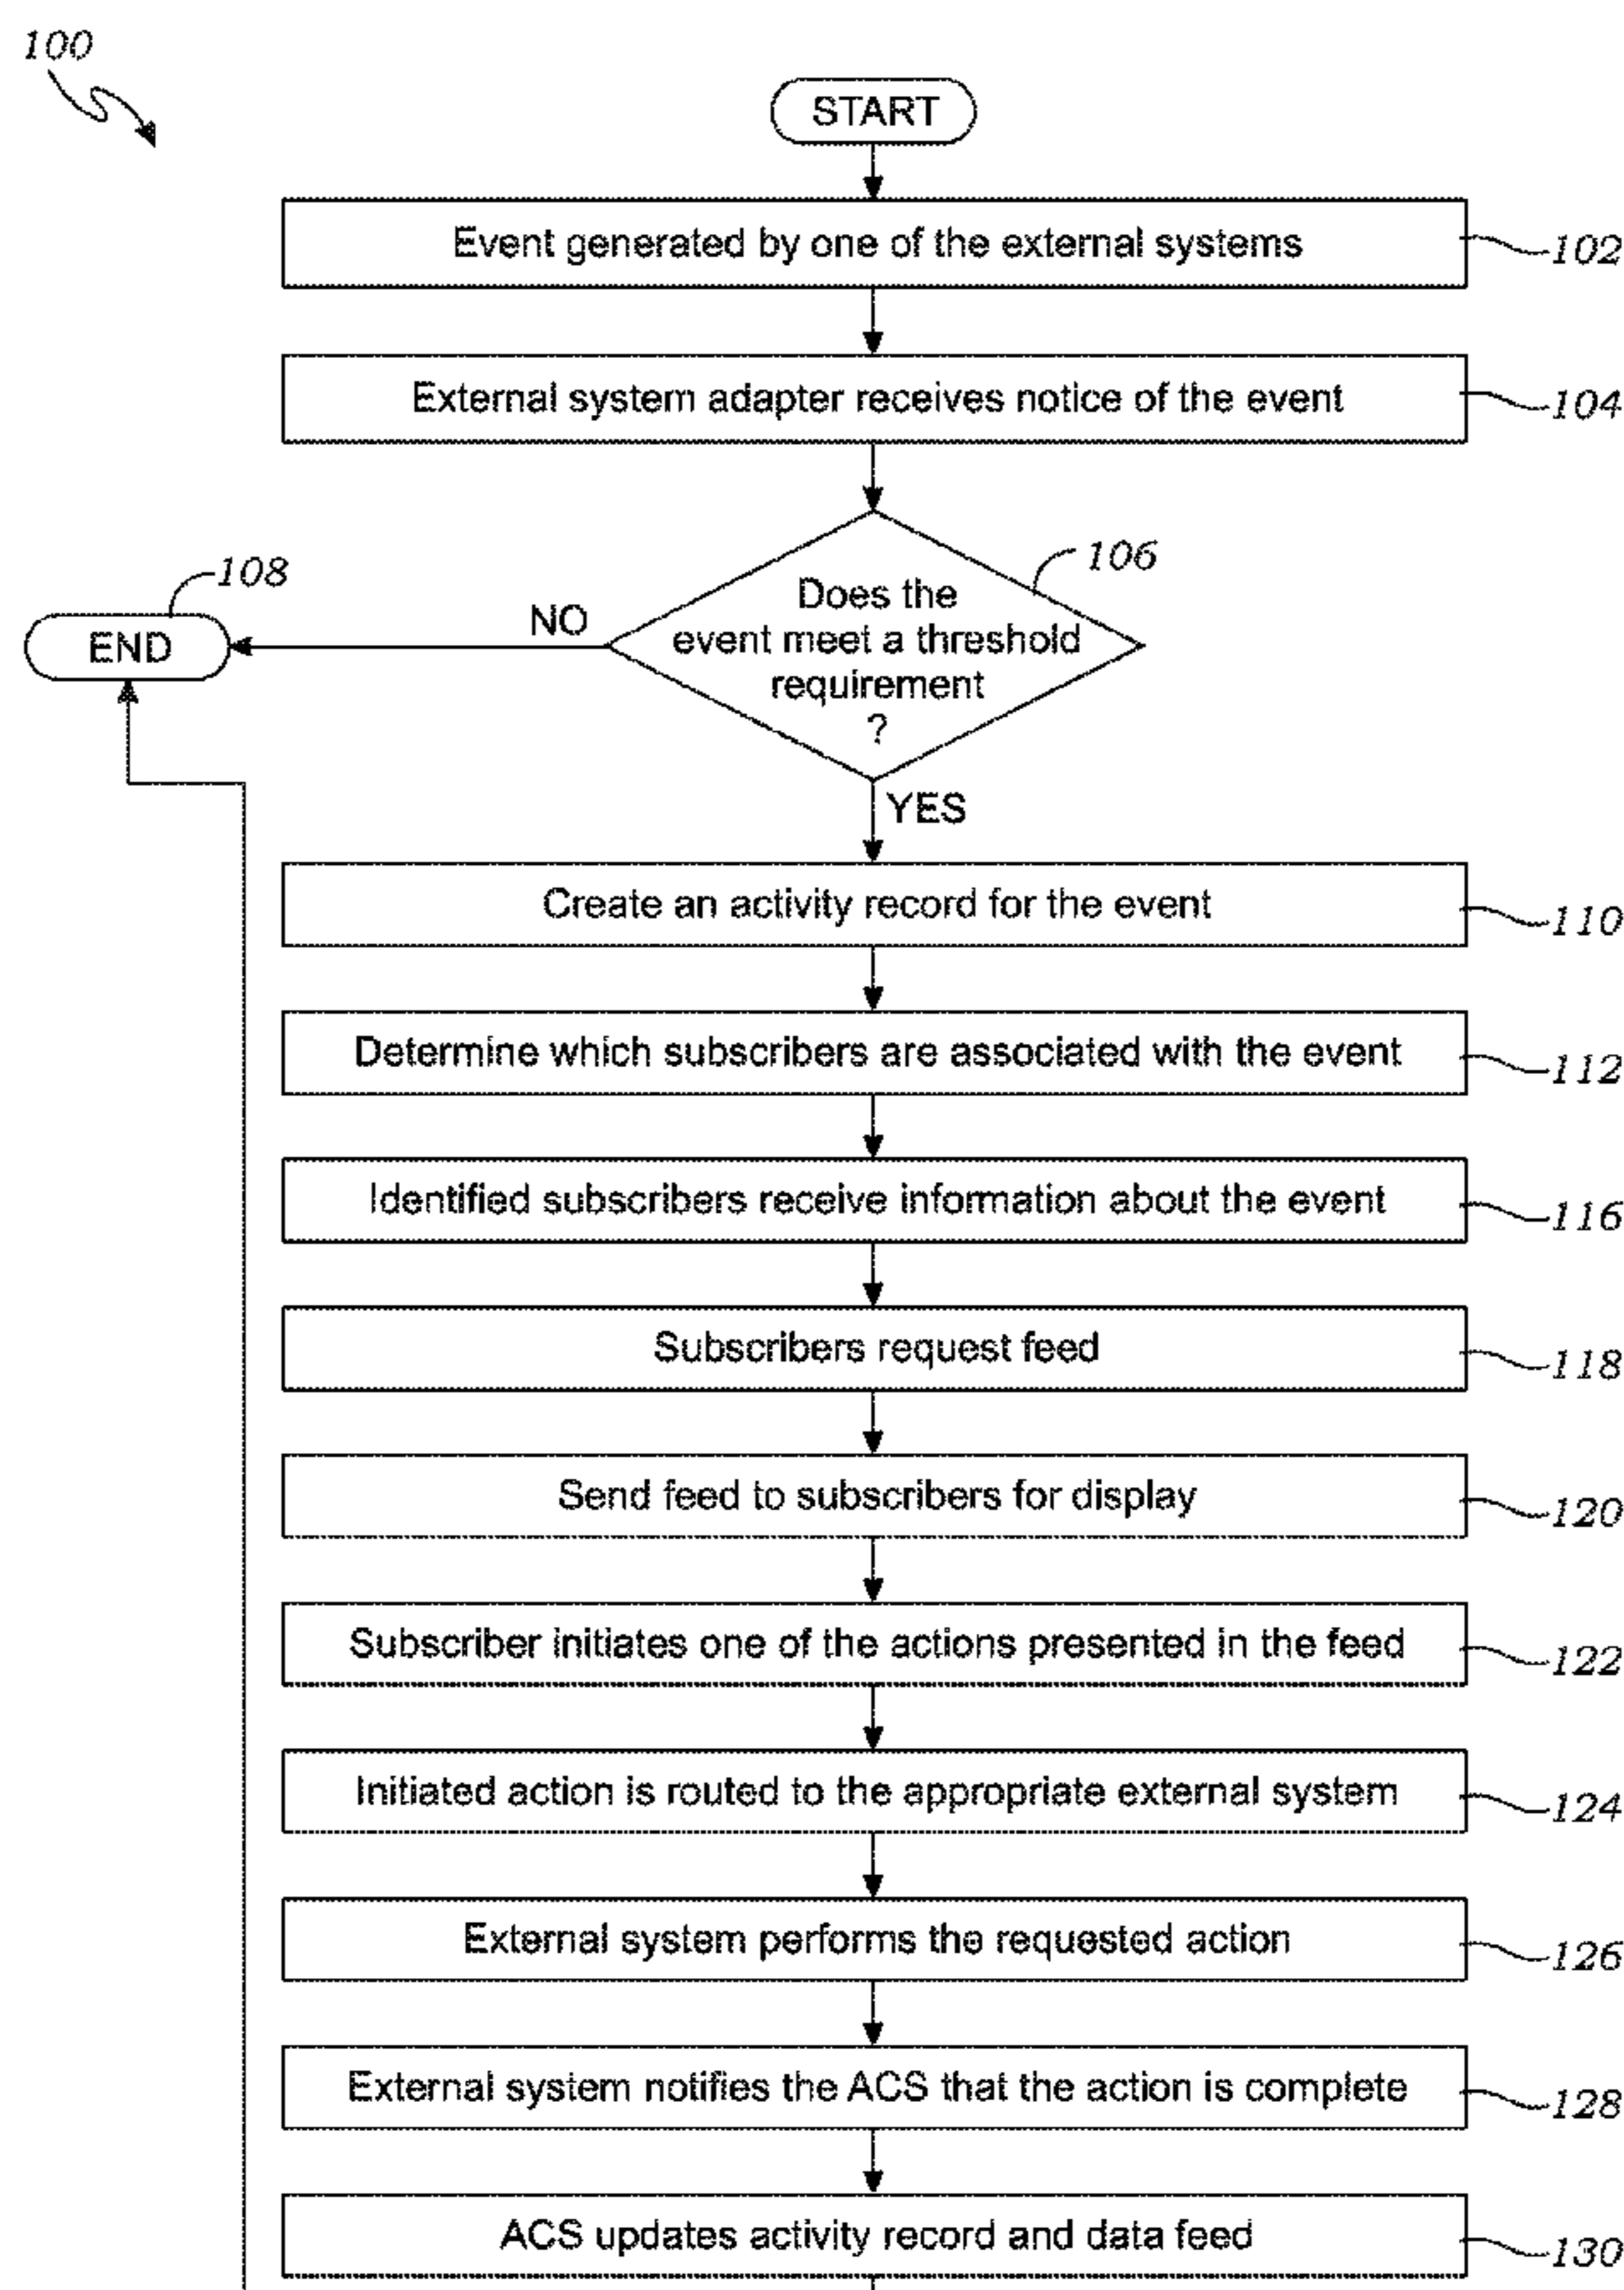 100
START
Event generated by one of the external systems
102
External system adapter receives notice of the event
104
106
Does the
event meet a threshold
requirement
?
NO
108
END
YES
Create an activity record for the event
110
Determine which subscribers are associated with the event
112
Identified subscribers receive information about the event
116
Subscribers request feed
118
Send feed to subscribers for display
120
Subscriber initiates one of the actions presented in the feed
122
Initiated action is routed to the appropriate external system
124
External system performs the requested action
126
External system notifies the ACS that the action is complete
128
ACS updates activity record and data feed
130